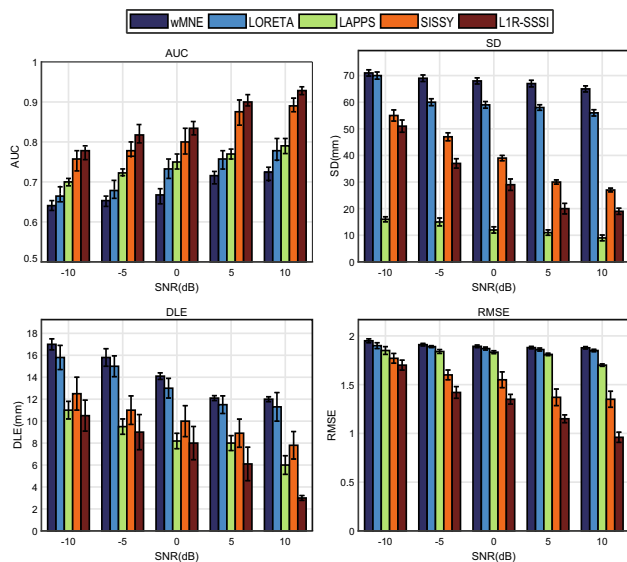 wMNE LORETA LAPPS SISSY L1R-SSSI
AUC
1
0.9
0.8
0.7
0.6
0.5
AUC
-10 -5 0 5 10
SNR(dB)
SD
70
60
50
40
30
20
10
0
SD(mm)
-10 -5 0 5 10
SNR(dB)
DLE
18
16
14
12
10
8
6
4
2
0
DLE(mm)
-10 -5 0 5 10
SNR(dB)
RMSE
2
1.5
1
0.5
0
RMSE
-10 -5 0 5 10
SNR(dB)